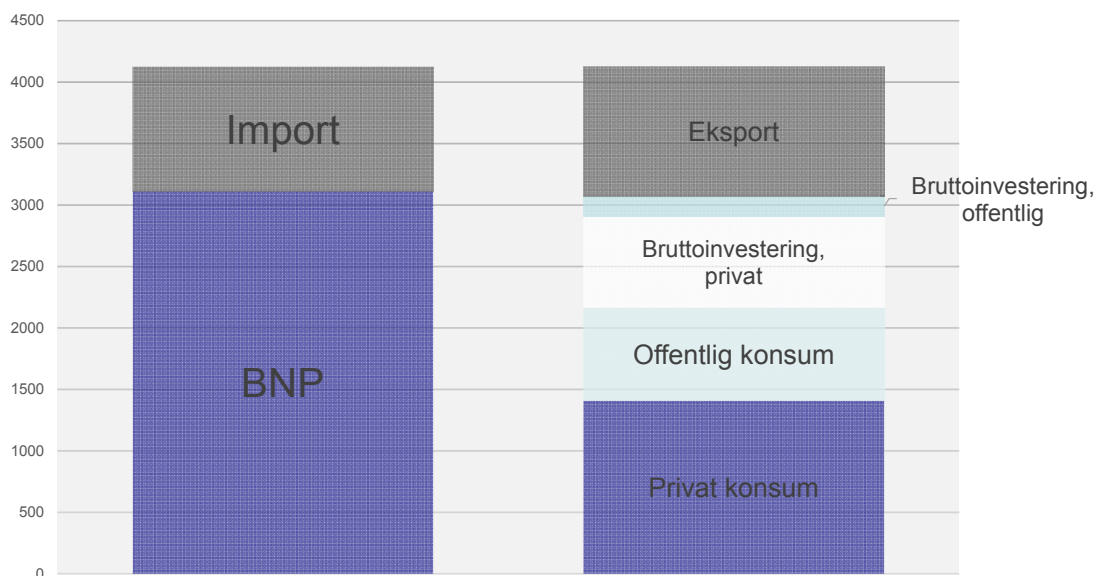 4500
4000
3500
3000
2500
2000
1500
1000
500
0
Import
BNP
Eksport
Bruttoinvestering,
offentlig
Bruttoinvestering,
privat
Offentlig konsum
Privat konsum